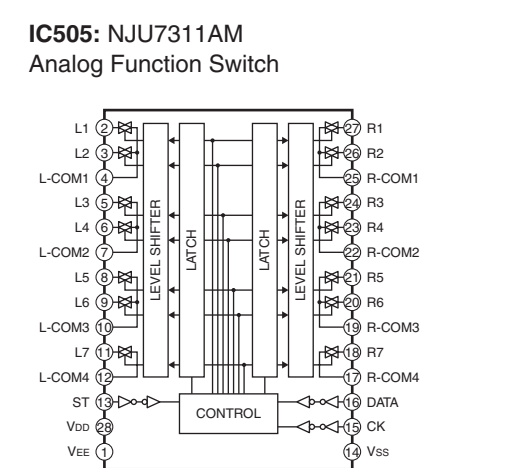 IC505: NJU7311AM
Analog Function Switch
L1 2 27 R1
L2 3 26 R2
L-COM1 4 25 R-COM1
L3 5 24 R3
L4 6 23 R4
L-COM2 7 22 R-COM2
L5 8 21 R5
L6 9 20 R6
L-COM3 10 19 R-COM3
L7 11 18 R7
L-COM4 12 17 R-COM4
LEVEL SHIFTER
LATCH
LATCH
LEVEL SHIFTER
ST 13 CONTROL 16 DATA
VDD 28 15 CK
VEE 1 14 VSS